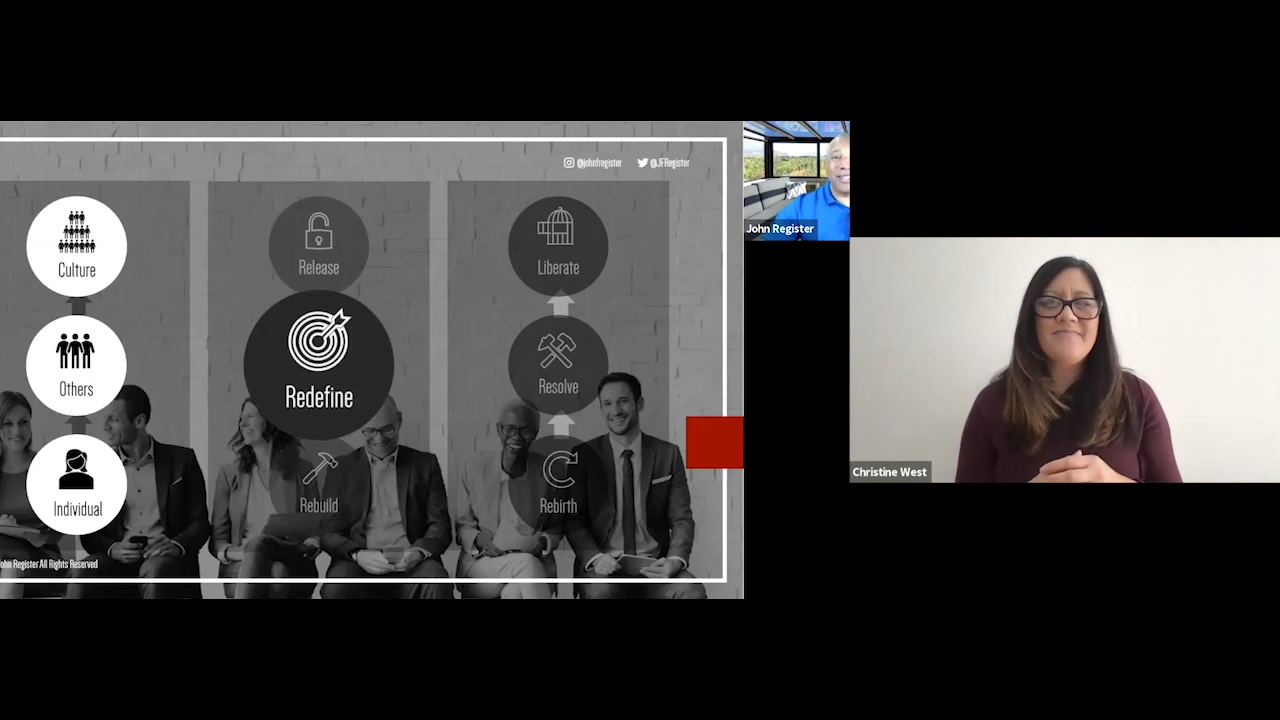 @johnfregister @JFRegister
Culture
Others
Individual
Release
Redefine
Rebuild
Liberate
Resolve
Rebirth
John Register All Rights Reserved
John Register
Christine West